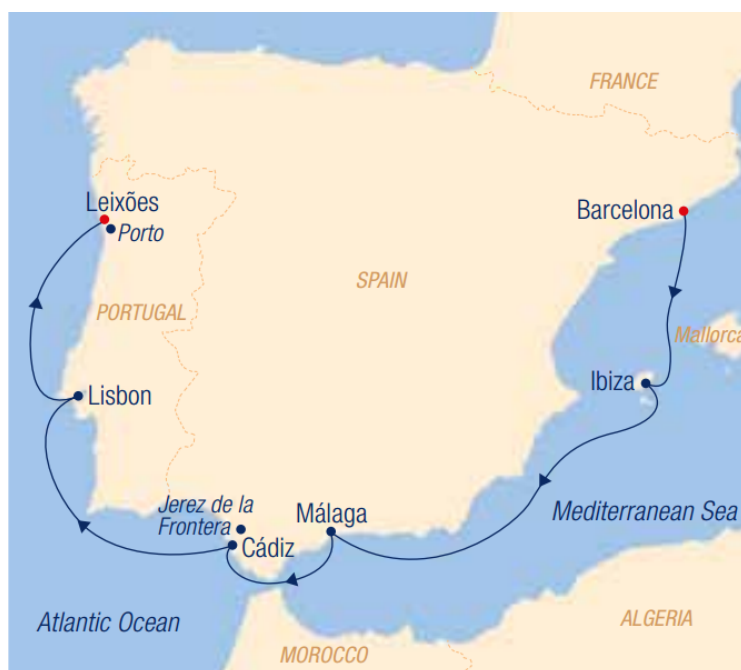 FRANCE
Leixões
Porto
Barcelona
SPAIN
PORTUGAL
Mallorca
Ibiza
Lisbon
Jerez de la
Frontera
Málaga
Mediterranean Sea
Cádiz
Atlantic Ocean
ALGERIA
MOROCCO